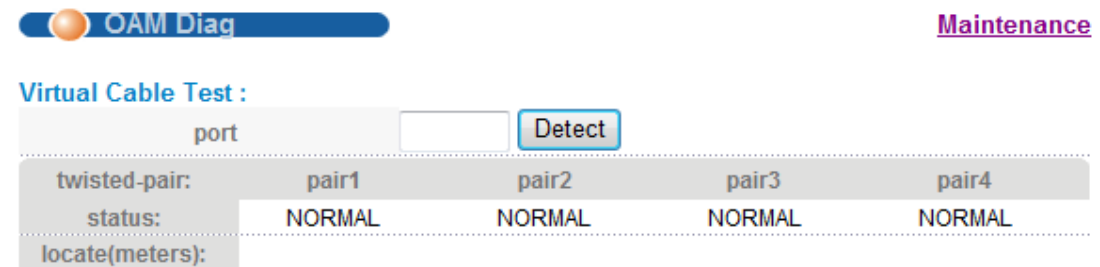 OAM Diag Maintenance
Virtual Cable Test :
port Detect
twisted-pair: pair1 pair2 pair3 pair4
status: NORMAL NORMAL NORMAL NORMAL
locate(meters):